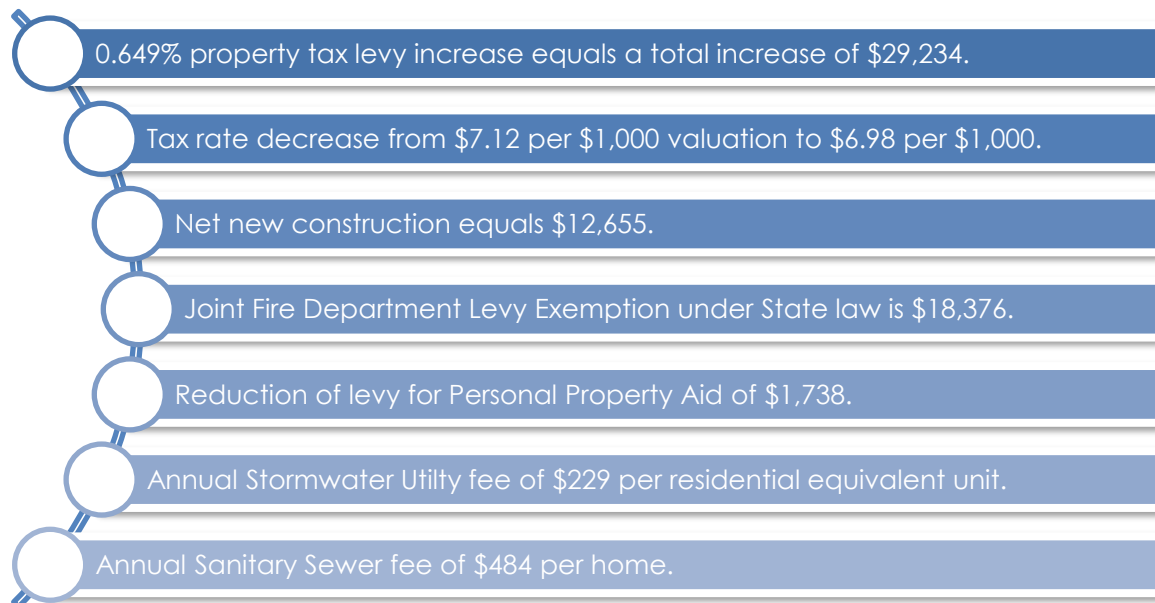 0.649% property tax levy increase equals a total increase of $29,234.
Tax rate decrease from $7.12 per $1,000 valuation to $6.98 per $1,000.
Net new construction equals $12,655.
Joint Fire Department Levy Exemption under State law is $18,376.
Reduction of levy for Personal Property Aid of $1,738.
Annual Stormwater Utilty fee of $229 per residential equivalent unit.
Annual Sanitary Sewer fee of $484 per home.